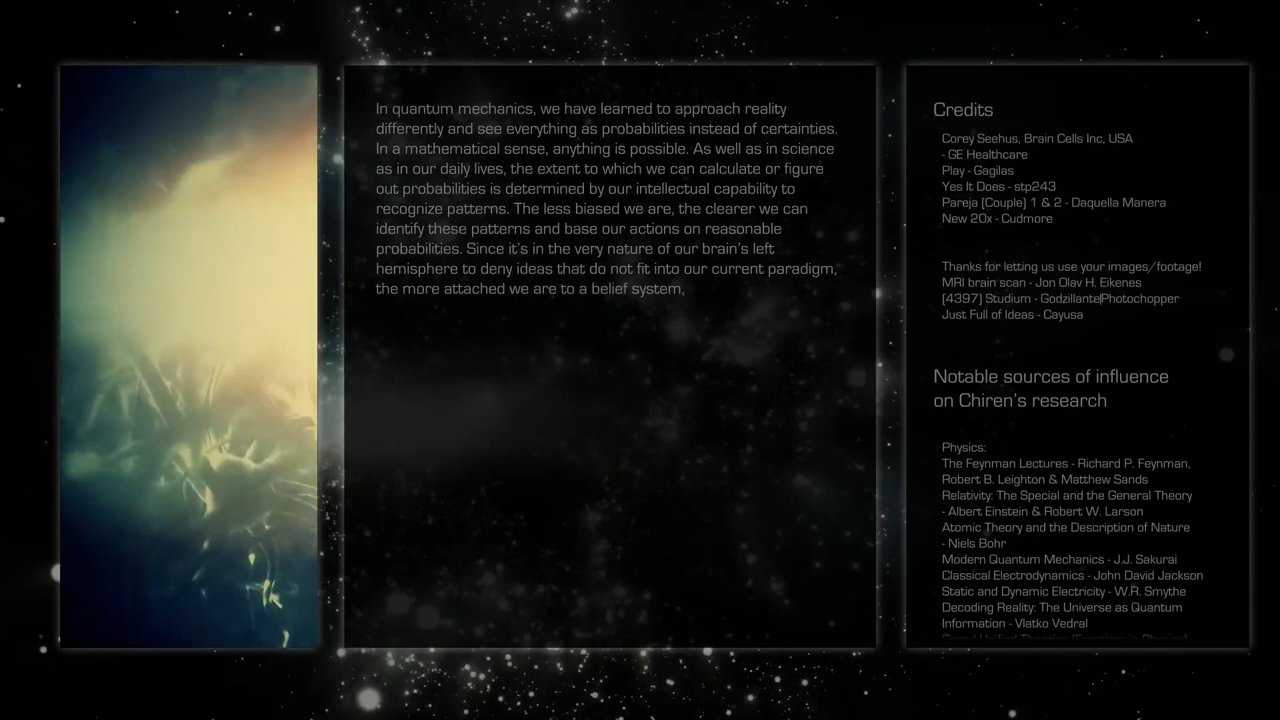 In quantum mechanics, we have learned to approach reality
differently and see everything as probabilities instead of certainties.
In a mathematical sense, anything is possible. As well as in science
as in our daily lives, the extent to which we can calculate or figure
out probabilities is determined by our intellectual capability to
recognize patterns. The less biased we are, the clearer we can
identify these patterns and base our actions on reasonable
probabilities. Since it's in the very nature of our brain's left
hemisphere to deny ideas that do not fit into our current paradigm,
the more attached we are to a belief system,
Credits
Corey Seehus, Brain Cells Inc, USA
- GE Healthcare
Play - Gagilas
Yes It Does - stp243
Pareja (Couple) 1 & 2 - Daquella Manera
New 20x - Cudmore
Thanks for letting us use your images/footage!
MRI brain scan - Jon Olav H. Eikenes
(4397) Studium - Godzillante|Photochopper
Just Full of Ideas - Cayusa
Notable sources of influence
on Chiren's research
Physics:
The Feynman Lectures - Richard P. Feynman,
Robert B. Leighton & Matthew Sands
Relativity: The Special and the General Theory
- Albert Einstein & Robert W. Larson
Atomic Theory and the Description of Nature
- Niels Bohr
Modern Quantum Mechanics - J.J. Sakurai
Classical Electrodynamics - John David Jackson
Static and Dynamic Electricity - W.R. Smythe
Decoding Reality: The Universe as Quantum
Information - Vlatko Vedral